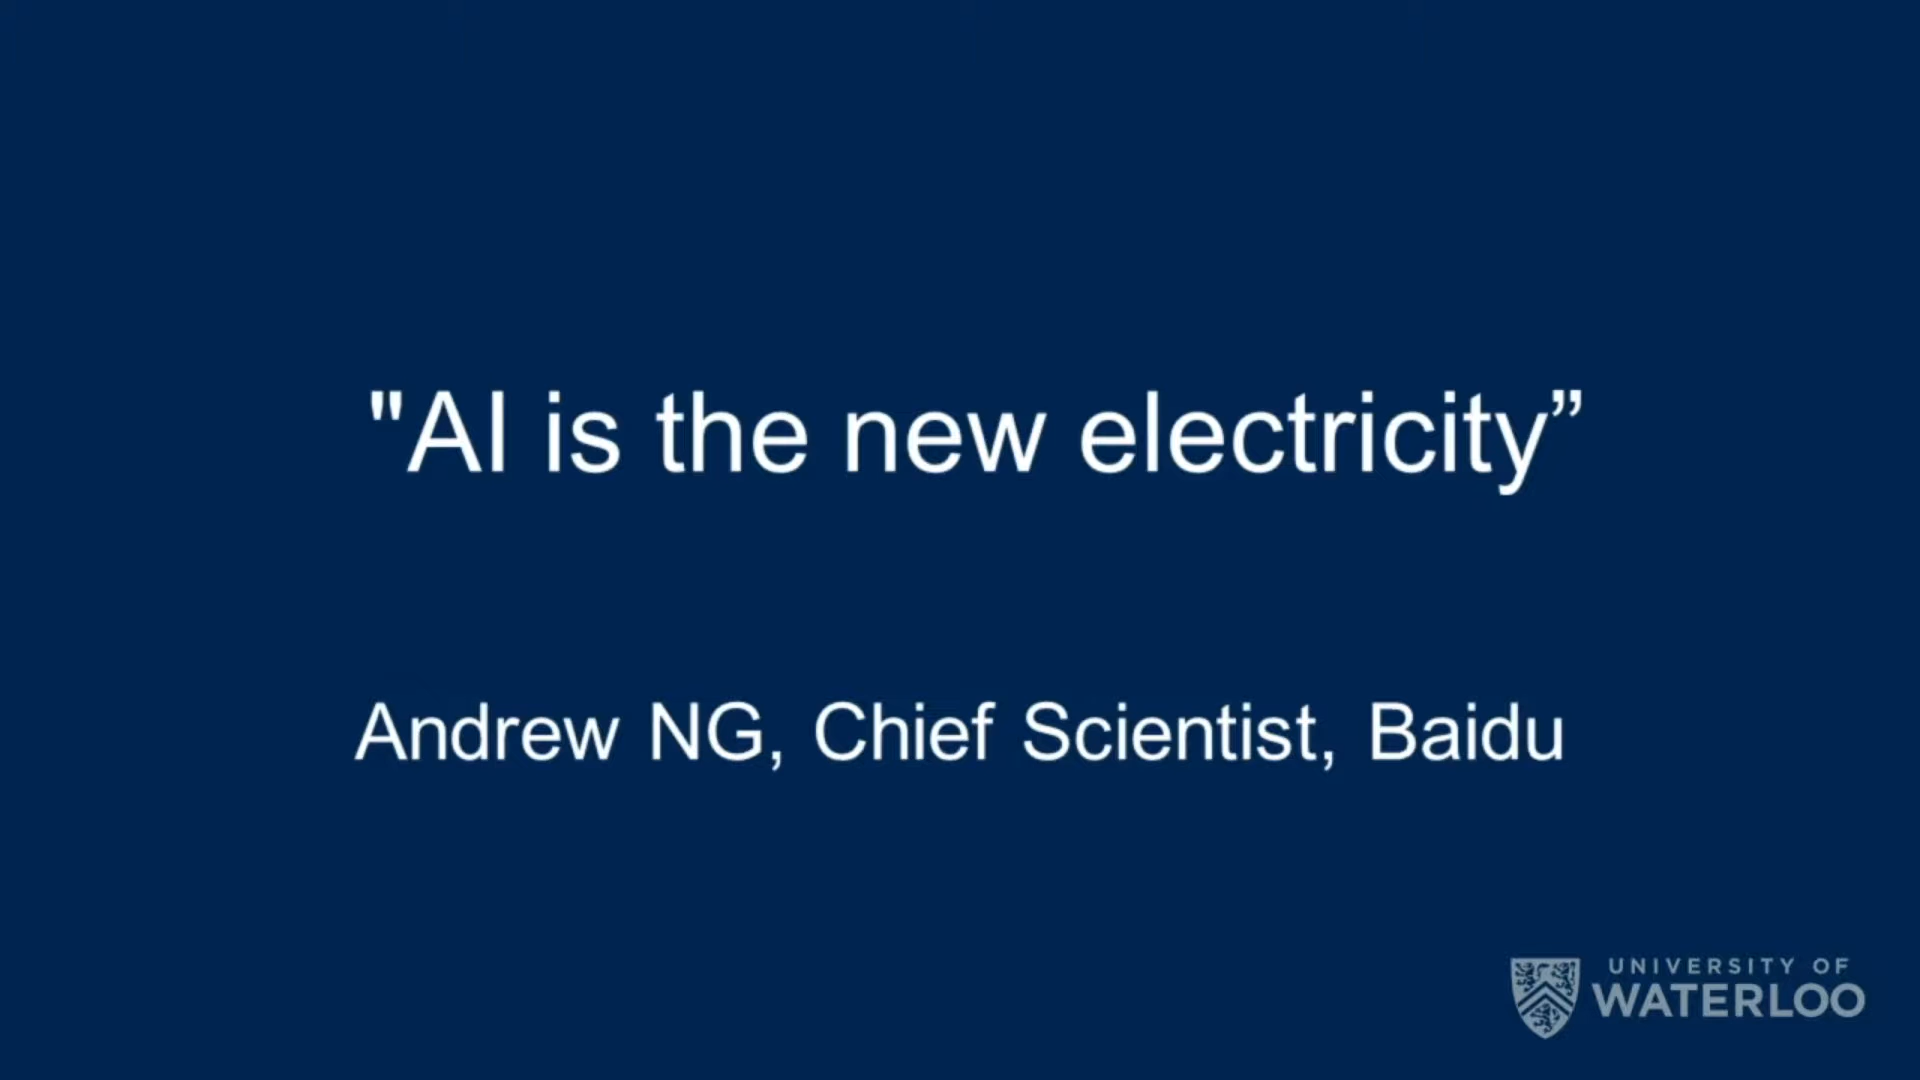 "AI is the new electricity”
Andrew NG, Chief Scientist, Baidu
UNIVERSITY OF
WATERLOO